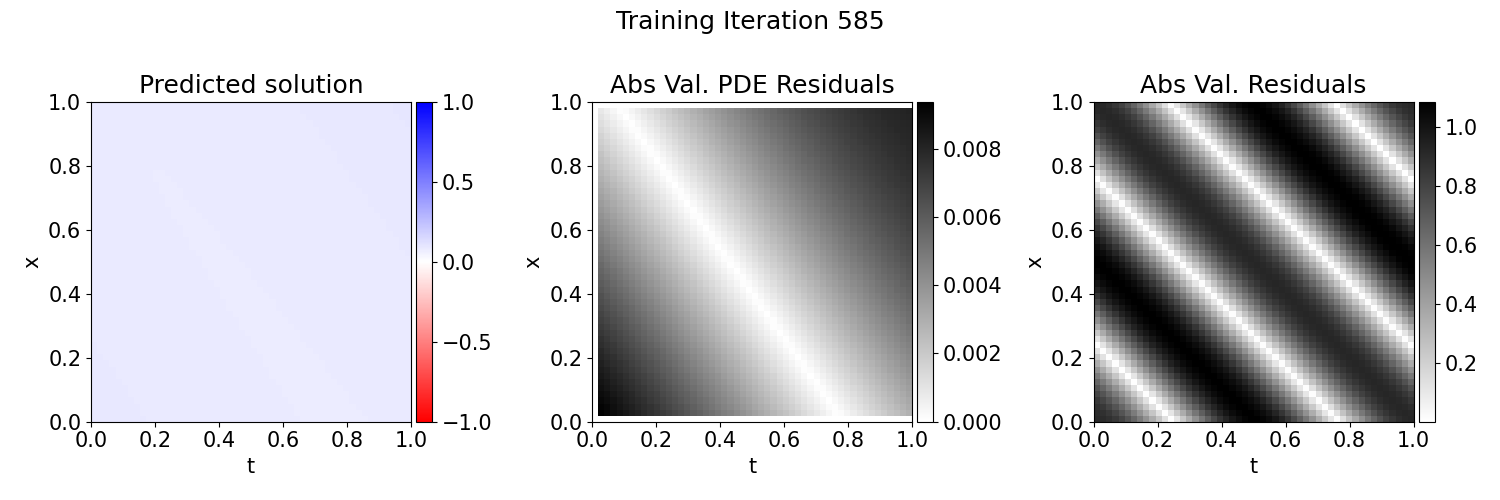 Training Iteration 585
Predicted solution
1.0
0.8
0.6
0.4
0.2
0.0
x
0.0 0.2 0.4 0.6 0.8 1.0
t
1.0
0.5
0.0
−0.5
−1.0
Abs Val. PDE Residuals
1.0
0.8
0.6
0.4
0.2
0.0
x
0.0 0.2 0.4 0.6 0.8 1.0
t
0.008
0.006
0.004
0.002
0.000
Abs Val. Residuals
1.0
0.8
0.6
0.4
0.2
0.0
x
0.0 0.2 0.4 0.6 0.8 1.0
t
1.0
0.8
0.6
0.4
0.2